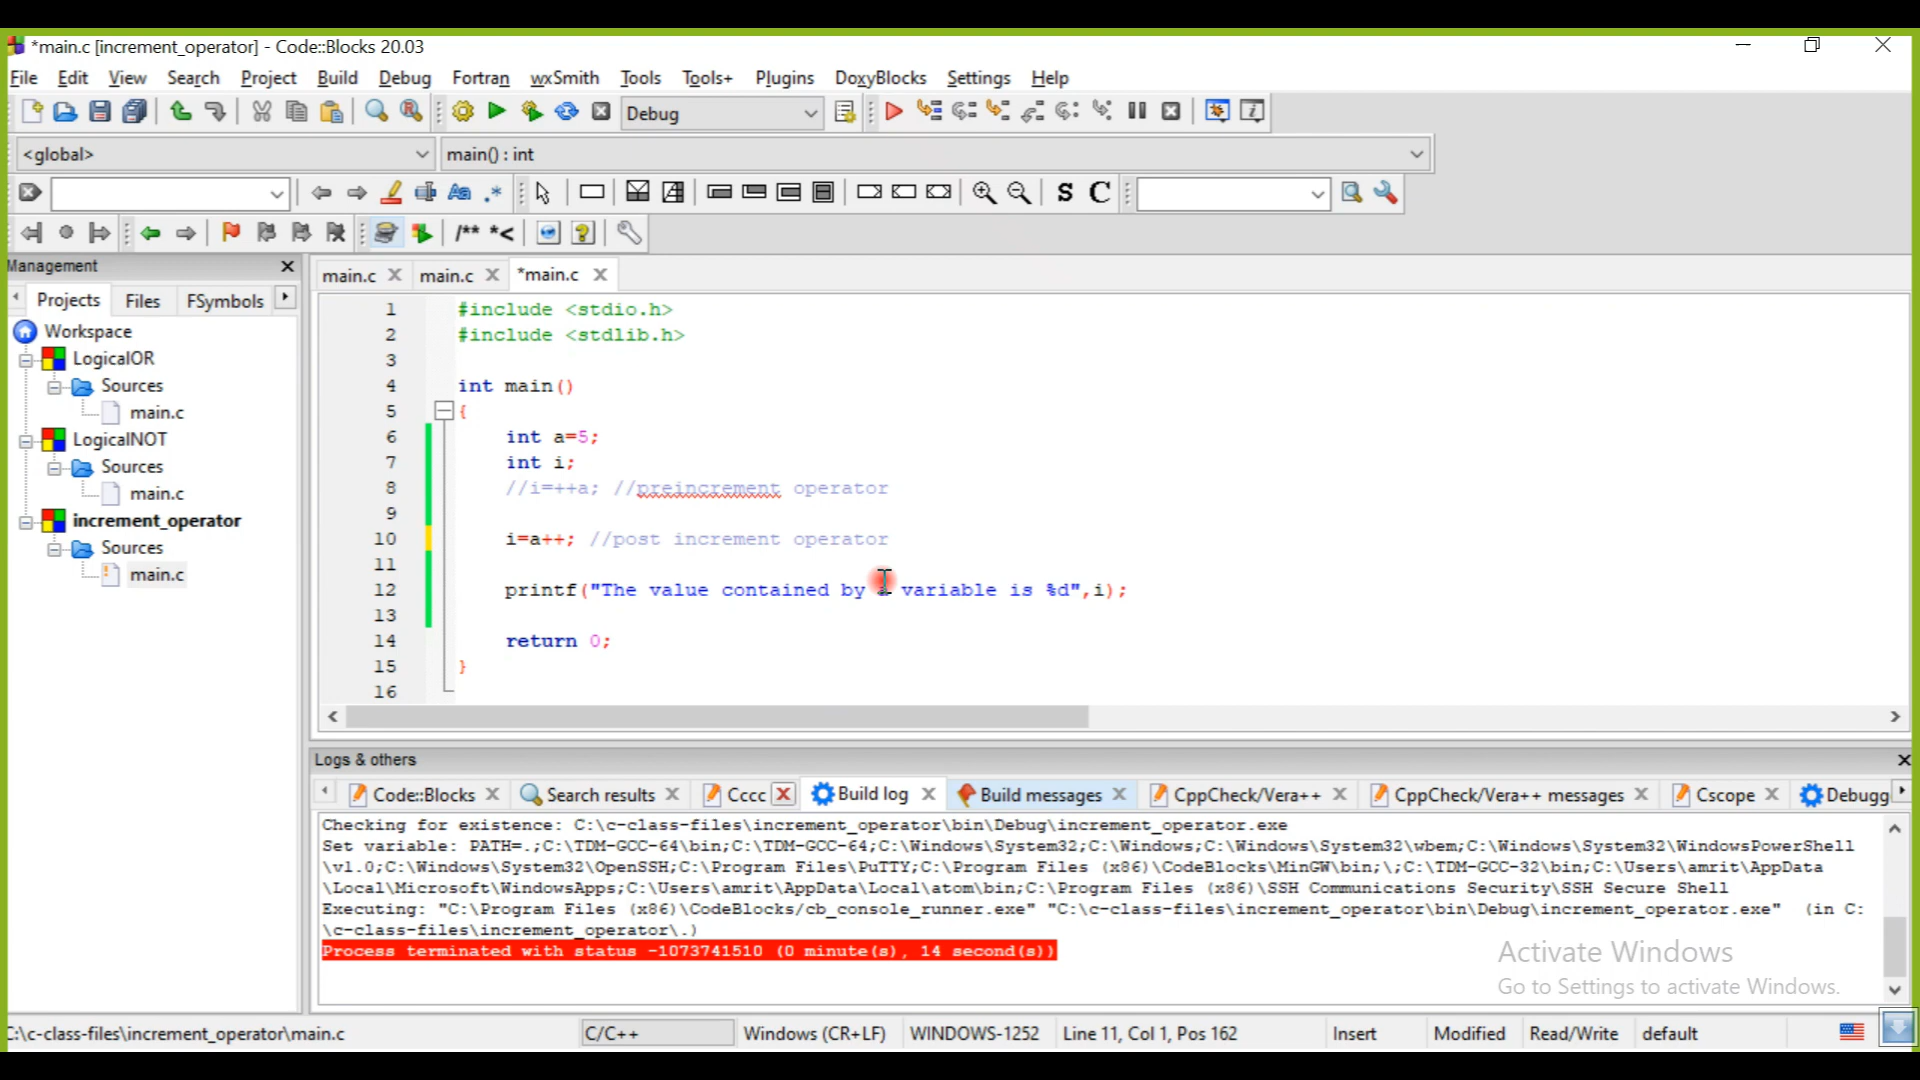 *main.c [increment_operator] - Code::Blocks 20.03
File Edit View Search Project Build Debug Fortran wxSmith Tools Tools+ Plugins DoxyBlocks Settings Help
Debug
<global> main() : int
S C
/** *<
Management
Projects Files FSymbols
main.c main.c *main.c
Workspace
LogicalOR
Sources
main.c
LogicalNOT
Sources
main.c
increment_operator
Sources
main.c
1 #include <stdio.h>
2 #include <stdlib.h>
3
4 int main()
5 {
6 int a=5;
7 int i;
8 //i=++a; //preincrement operator
9
10 i=a++; //post increment operator
11
12 printf("The value contained by variable is %d",i);
13
14 return 0;
15 }
16
Logs & others
Code::Blocks Search results Cccc Build log Build messages CppCheck/Vera++ CppCheck/Vera++ messages Cscope Debugg
Checking for existence: C:\c-class-files\increment_operator\bin\Debug\increment_operator.exe
Set variable: PATH=.;C:\TDM-GCC-64\bin;C:\TDM-GCC-64;C:\Windows\System32;C:\Windows;C:\Windows\System32\wbem;C:\Windows\System32\WindowsPowerShell
\v1.0;C:\Windows\System32\OpenSSH;C:\Program Files\PuTTY;C:\Program Files (x86)\CodeBlocks\MinGW\bin;\;C:\TDM-GCC-32\bin;C:\Users\amrit\AppData
\Local\Microsoft\WindowsApps;C:\Users\amrit\AppData\Local\atom\bin;C:\Program Files (x86)\SSH Communications Security\SSH Secure Shell
Executing: "C:\Program Files (x86)\CodeBlocks/cb_console_runner.exe" "C:\c-class-files\increment_operator\bin\Debug\increment_operator.exe" (in C:
\c-class-files\increment_operator\.)
Process terminated with status -1073741510 (0 minute(s), 14 second(s))
Activate Windows
Go to Settings to activate Windows.
C:\c-class-files\increment_operator\main.c C/C++ Windows (CR+LF) WINDOWS-1252 Line 11, Col 1, Pos 162 Insert Modified Read/Write default